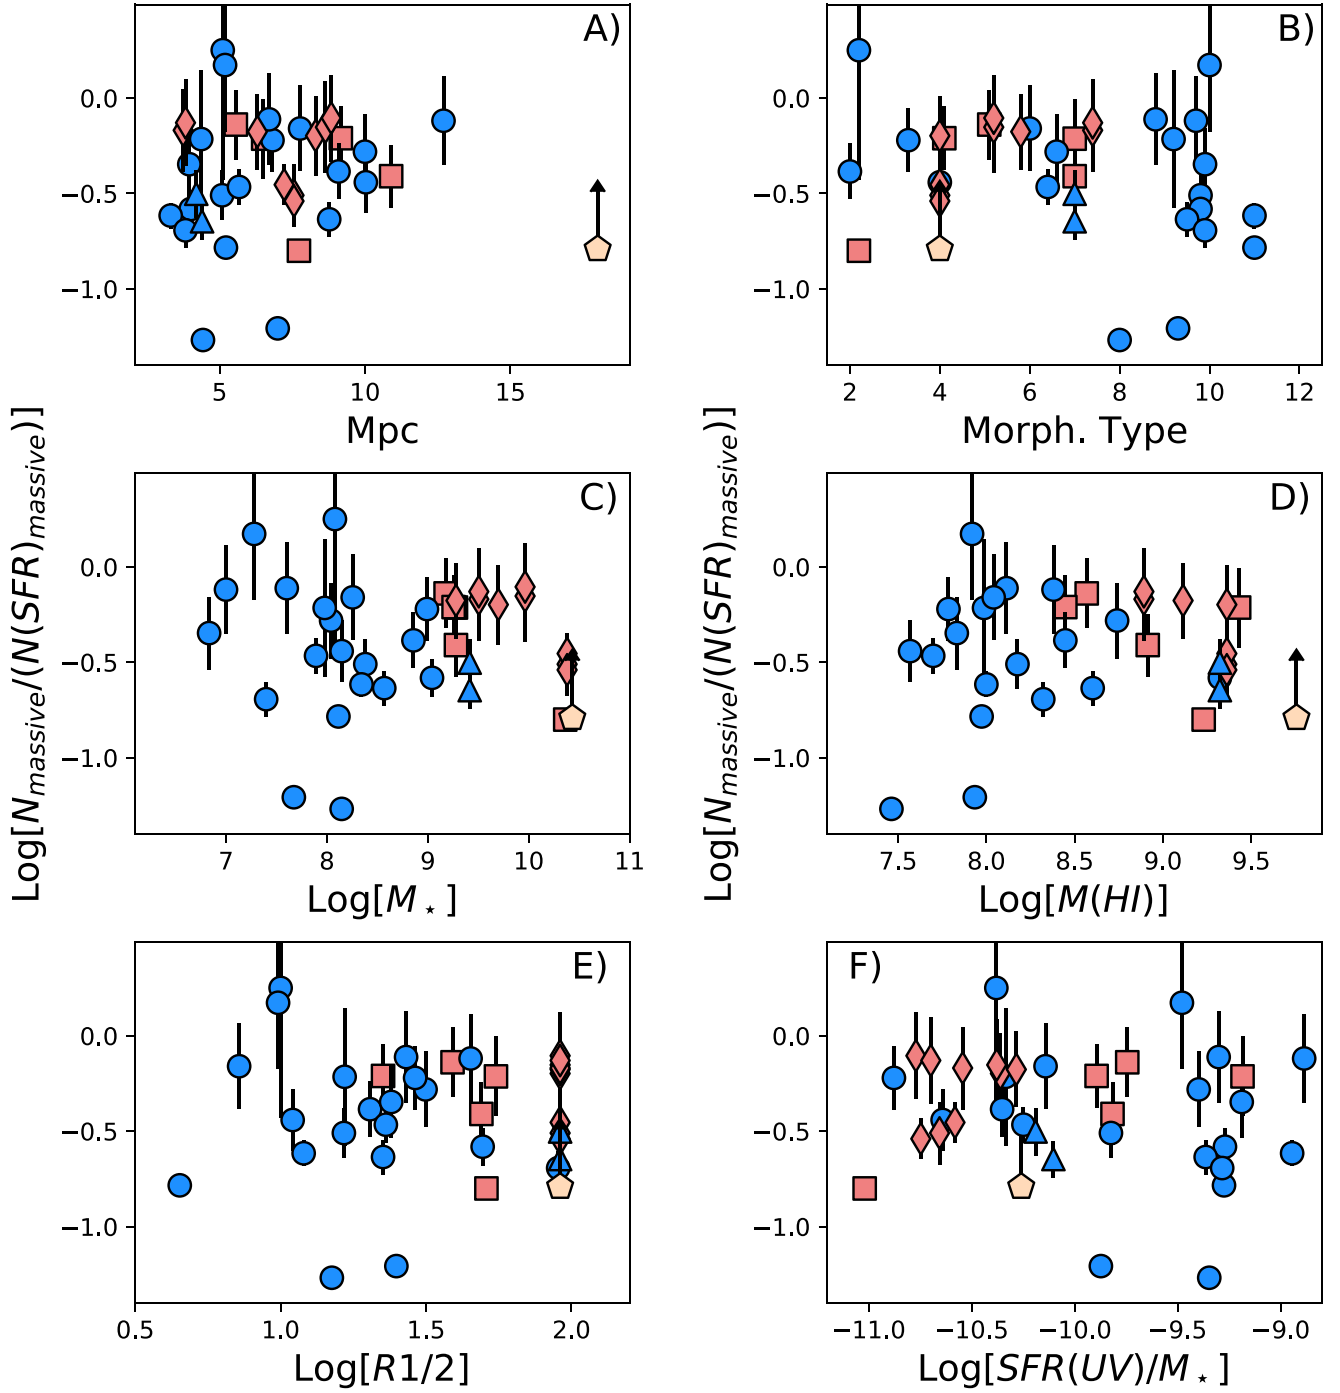 A)
0.0
−0.5
−1.0
5 10 15
Mpc
B)
0.0
−0.5
−1.0
2 4 6 8 10 12
Morph. Type
Log[N_massive/(N(SFR)_massive)]
C)
0.0
−0.5
−1.0
7 8 9 10 11
Log[M⋆]
Log[N_massive/(N(SFR)_massive)]
D)
0.0
−0.5
−1.0
7.5 8.0 8.5 9.0 9.5
Log[M(HI)]
E)
0.0
−0.5
−1.0
0.5 1.0 1.5 2.0
Log[R1/2]
F)
0.0
−0.5
−1.0
−11.0 −10.5 −10.0 −9.5 −9.0
Log[SFR(UV)/M⋆]